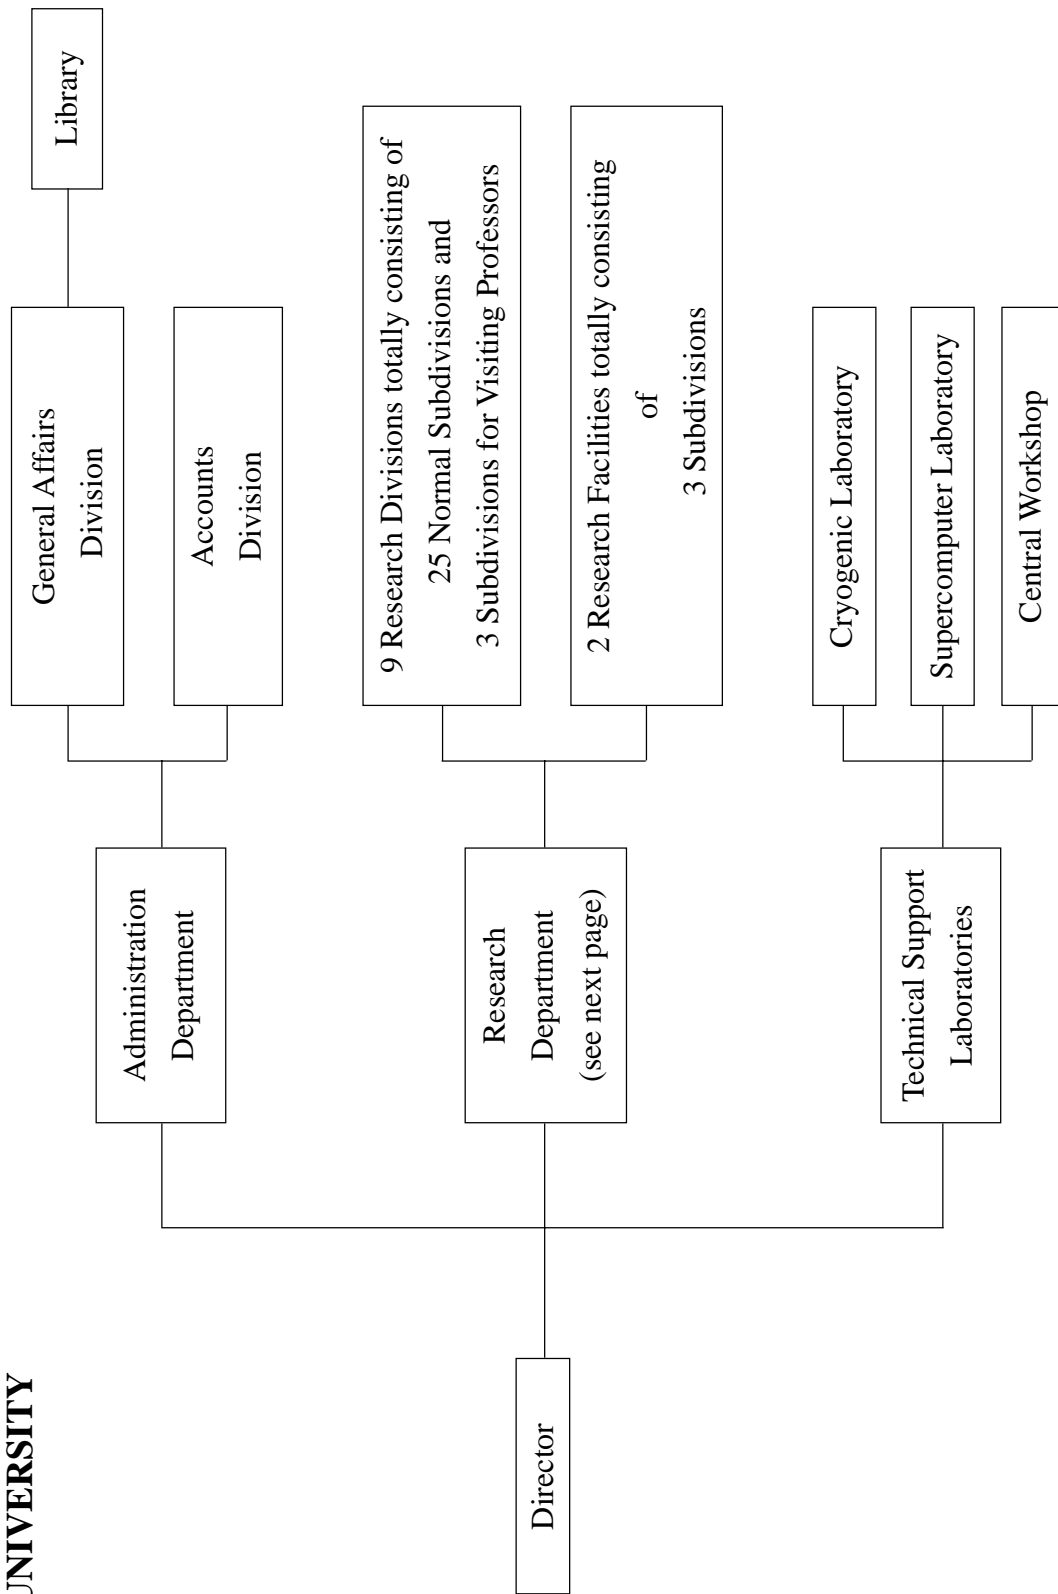 UNIVERSITY
Director
Administration
Department
General Affairs
Division
Library
Accounts
Division
Research
Department
(see next page)
9 Research Divisions totally consisting of
25 Normal Subdivisions and
3 Subdivisions for Visiting Professors
2 Research Facilities totally consisting
of
3 Subdivisions
Technical Support
Laboratories
Cryogenic Laboratory
Supercomputer Laboratory
Central Workshop